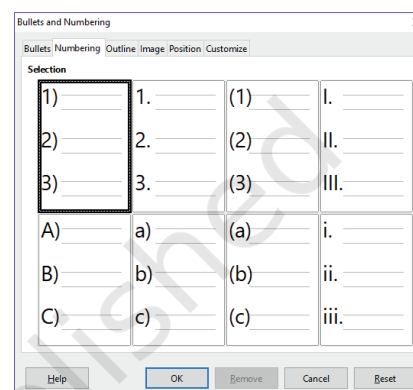 Bullets and Numbering
Bullets Numbering Outline Image Position Customize
Selection
1) 1. (1) I.
2) 2. (2) II.
3) 3. (3) III.
A) a) (a) i.
B) b) (b) ii.
C) c) (c) iii.
Help OK Remove Cancel Reset